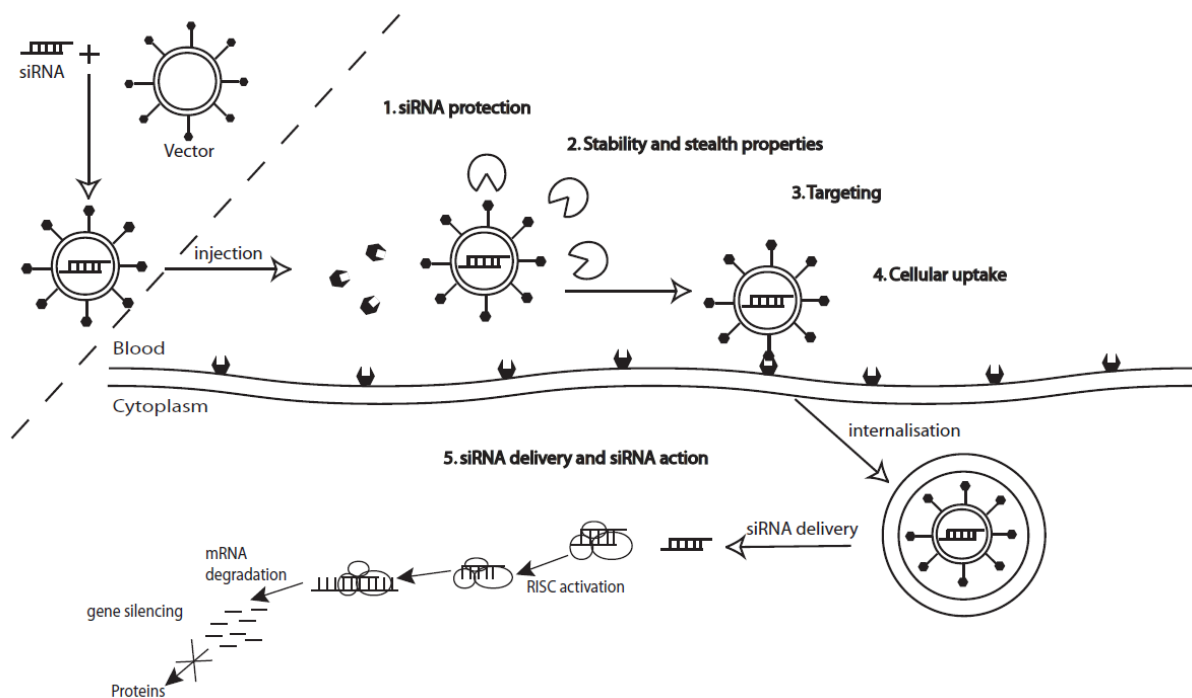 siRNA
Vector
1. siRNA protection
2. Stability and stealth properties
3. Targeting
injection
4. Cellular uptake
Blood
Cytoplasm
internalisation
5. siRNA delivery and siRNA action
siRNA delivery
mRNA
degradation
RISC activation
gene silencing
Proteins